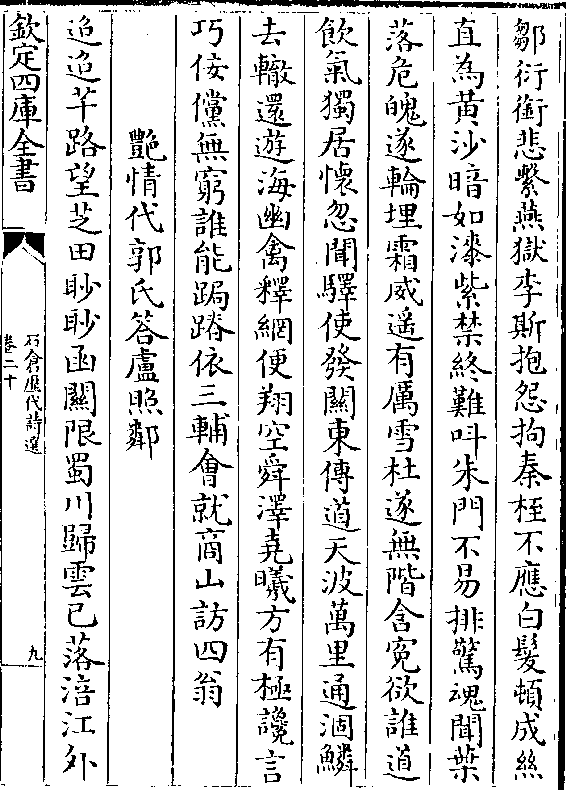 鄒衍銜悲繫燕獄李斯抱怨拘秦桎不應白髮頓成絲
直為黃沙暗如漆紫禁終難叫朱門不易排驚魂聞葉
落危魄遂輪埋霜威遥有厲雪杜遂無階含寃欲誰道
飲氣獨居懷忽聞驛使發關東傳道天波萬里通涸鱗
去轍還遊海幽禽釋網便翔空舜澤堯曦方有極讒言
巧佞儻無窮誰能跼蹐依三輔會就商山訪四翁
艷情代郭氏答盧照鄰
迢迢芊路望芝田眇眇函關限蜀川歸雲已落涪江外
欽定四庫全書
石倉歷代詩選
卷二十
九